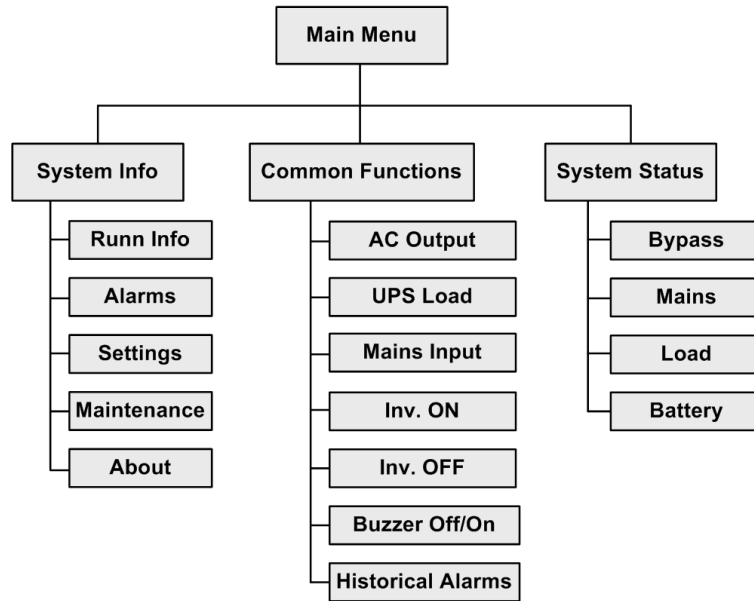 Main Menu
System Info
Common Functions
System Status
Runn Info
Alarms
Settings
Maintenance
About
AC Output
UPS Load
Mains Input
Inv. ON
Inv. OFF
Buzzer Off/On
Historical Alarms
Bypass
Mains
Load
Battery